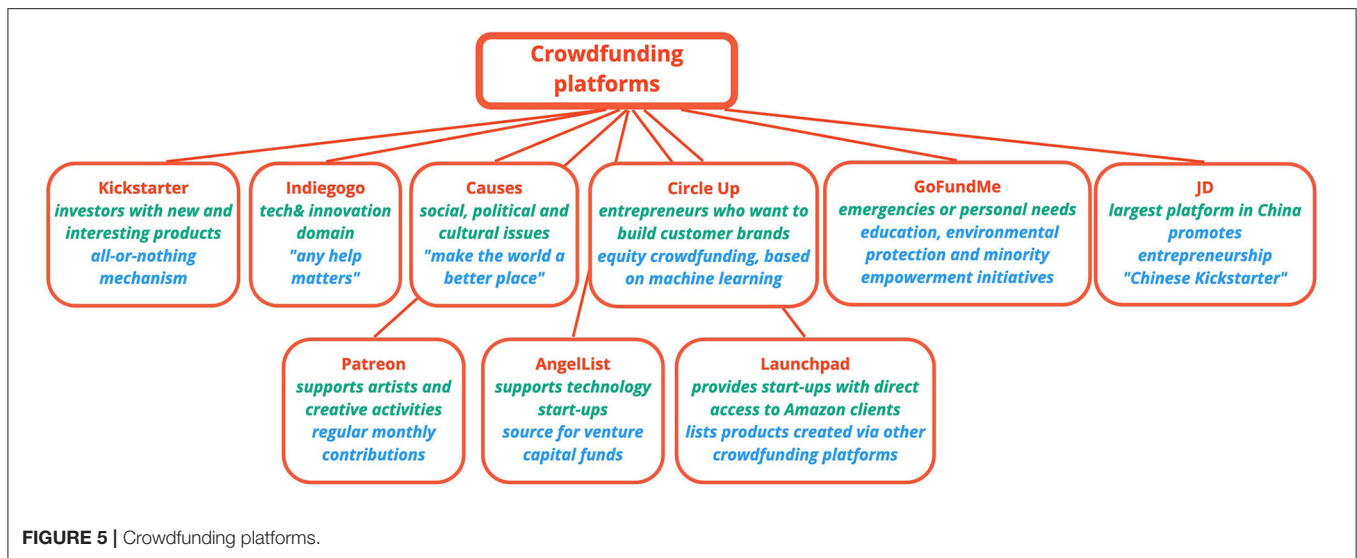 Crowdfunding
platforms
Kickstarter
investors with new and
interesting products
all-or-nothing
mechanism
Indiegogo
tech& innovation
domain
"any help
matters"
Causes
social, political and
cultural issues
"make the world a
better place"
Circle Up
entrepreneurs who want to
build customer brands
equity crowdfunding, based
on machine learning
GoFundMe
emergencies or personal needs
education, environmental
protection and minority
empowerment initiatives
JD
largest platform in China
promotes
entrepreneurship
"Chinese Kickstarter"
Patreon
supports artists and
creative activities
regular monthly
contributions
AngelList
supports technology
start-ups
source for venture
capital funds
Launchpad
provides start-ups with direct
access to Amazon clients
lists products created via other
crowdfunding platforms
FIGURE 5 | Crowdfunding platforms.